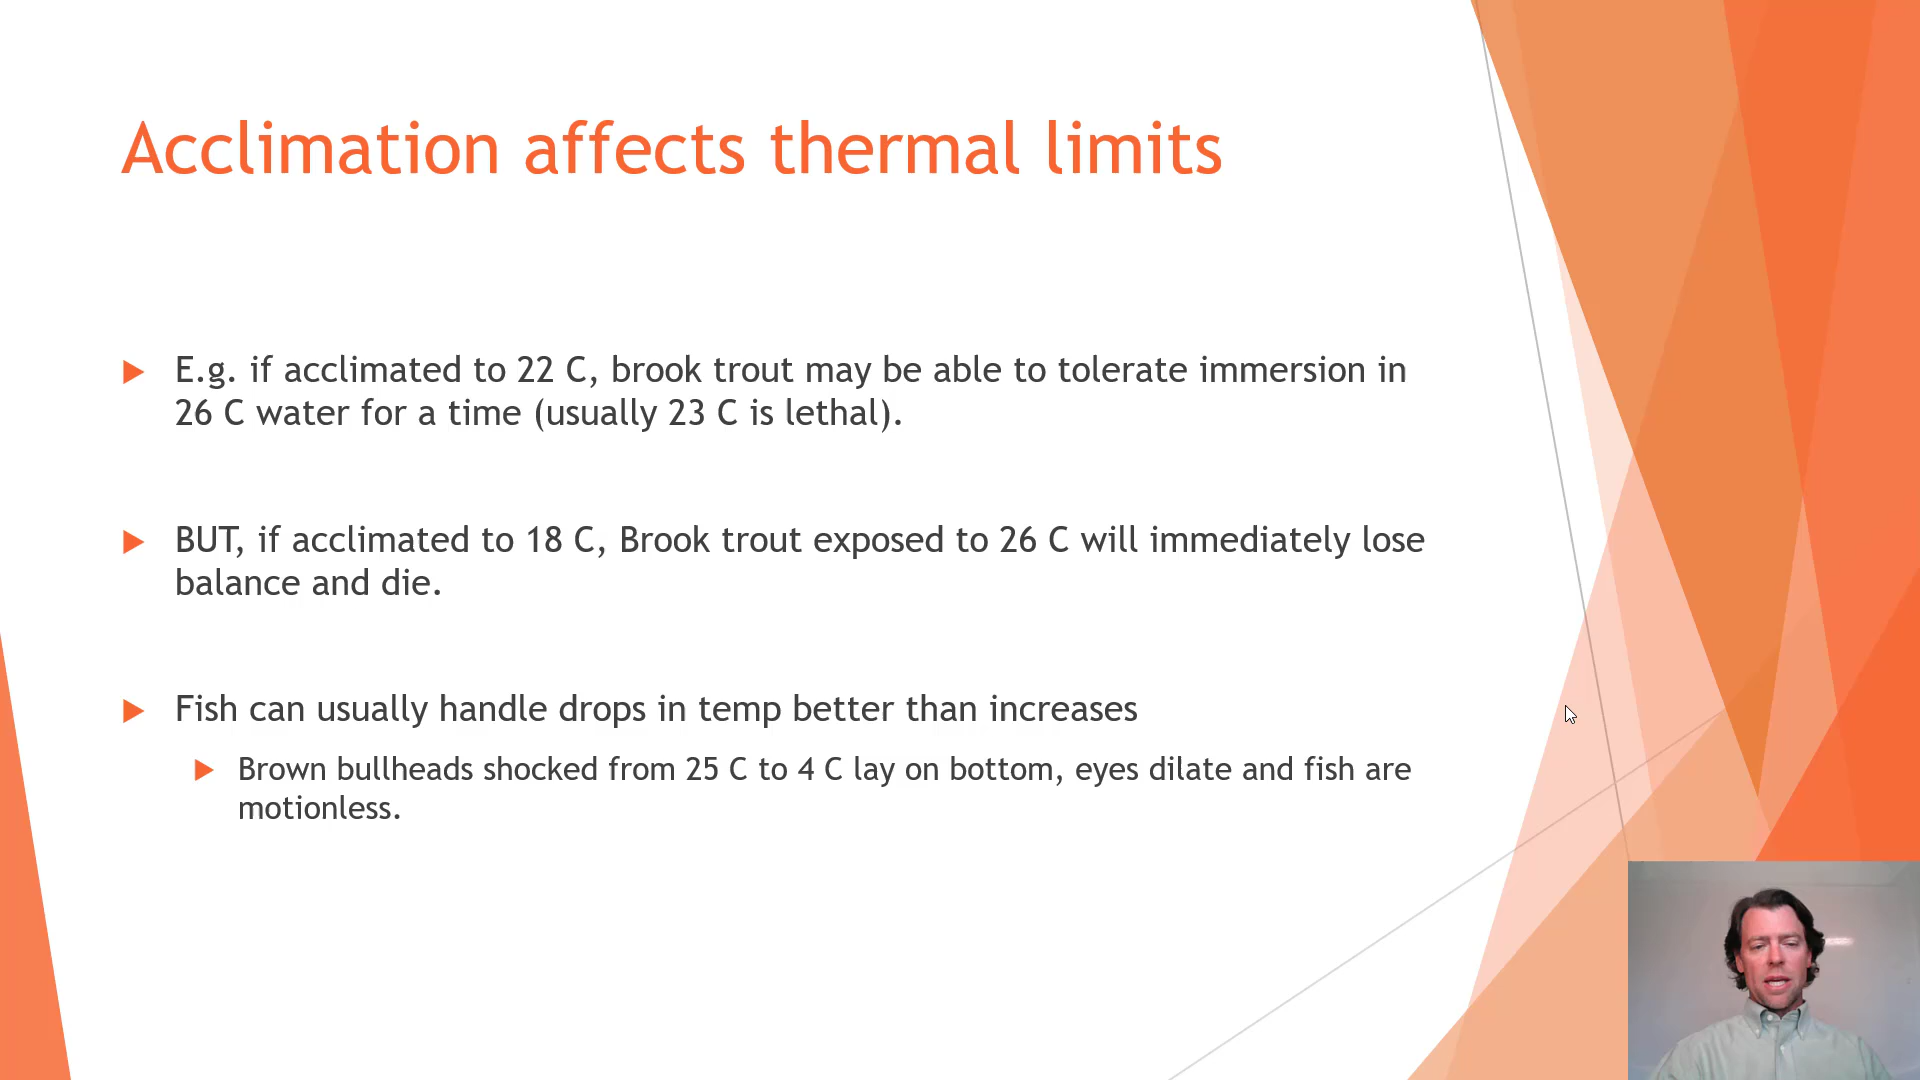 Acclimation affects thermal limits
E.g. if acclimated to 22 C, brook trout may be able to tolerate immersion in
26 C water for a time (usually 23 C is lethal).
BUT, if acclimated to 18 C, Brook trout exposed to 26 C will immediately lose
balance and die.
Fish can usually handle drops in temp better than increases
Brown bullheads shocked from 25 C to 4 C lay on bottom, eyes dilate and fish are
motionless.